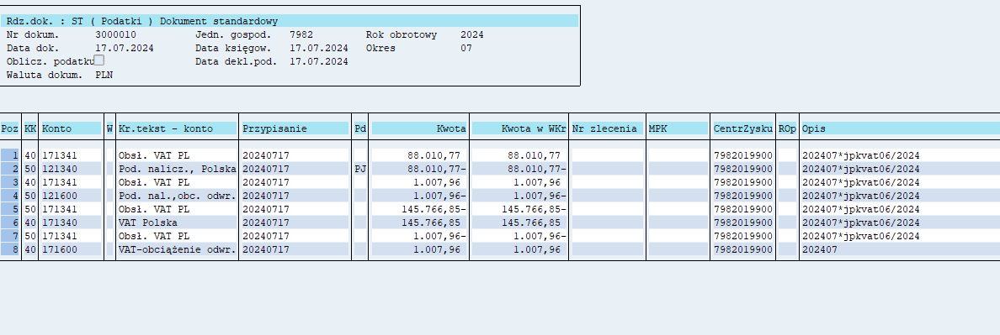 Rdz.dok. : ST ( Podatki ) Dokument standardowy
Nr dokum. 3000010 Jedn. gospod. 7982 Rok obrotowy 2024
Data dok. 17.07.2024 Data księgow. 17.07.2024 Okres 07
Oblicz. podatku Data dekl.pod. 17.07.2024
Waluta dokum. PLN
Poz KK Konto W Kr.tekst - konto Przypisanie Pd Kwota Kwota w WKr Nr zlecenia MPK CentrZysku ROp Opis
1 40 171341 Obsł. VAT PL 20240717 88.010,77 88.010,77 7982019900 202407*jpkvat06/2024
2 50 121340 Pod. nalicz., Polska 20240717 PJ 88.010,77- 88.010,77- 7982019900 202407*jpkvat06/2024
3 40 171341 Obsł. VAT PL 20240717 1.007,96 1.007,96 7982019900 202407*jpkvat06/2024
4 50 121600 Pod. nal.,obc. odwr. 20240717 1.007,96- 1.007,96- 7982019900 202407*jpkvat06/2024
5 50 171341 Obsł. VAT PL 20240717 145.766,85- 145.766,85- 7982019900 202407*jpkvat06/2024
6 40 171340 VAT Polska 20240717 145.766,85 145.766,85 7982019900 202407*jpkvat06/2024
7 50 171341 Obsł. VAT PL 20240717 1.007,96- 1.007,96- 7982019900 202407*jpkvat06/2024
8 40 171600 VAT-obciążenie odwr. 20240717 1.007,96 1.007,96 7982019900 202407